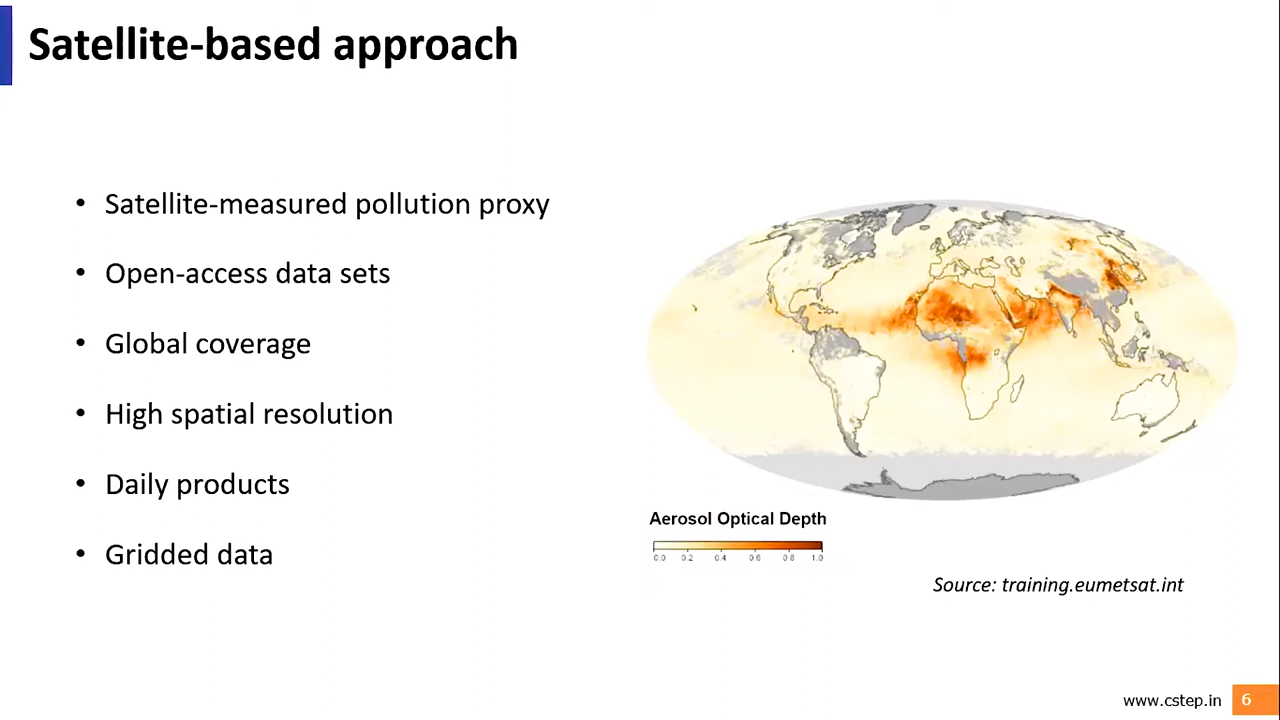 Satellite-based approach
• Satellite-measured pollution proxy
• Open-access data sets
• Global coverage
• High spatial resolution
• Daily products
• Gridded data
Aerosol Optical Depth
0.0 0.2 0.4 0.6 0.8 1.0
Source: training.eumetsat.int
www.cstep.in 6